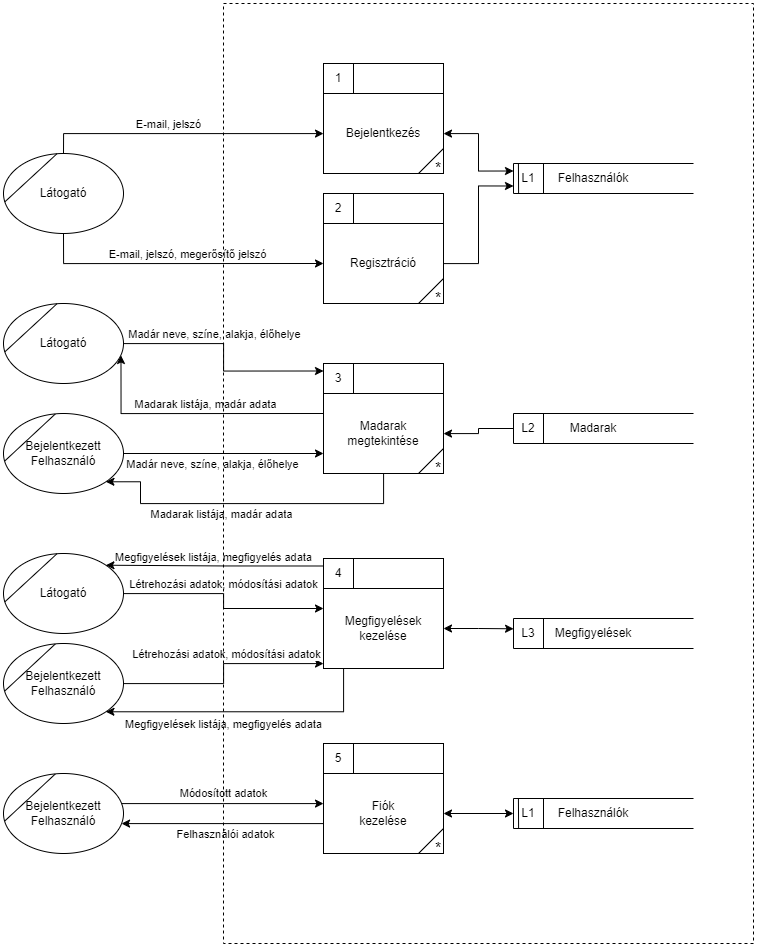 1
E-mail, jelszó
Bejelentkezés
*
Látogató
L1
Felhasználók
2
E-mail, jelszó, megerősítő jelszó
Regisztráció
*
Látogató
Madár neve, színe, alakja, élőhelye
3
Madarak listája, madár adata
Madarak
megtekintése
*
L2
Madarak
Bejelentkezett
Felhasználó
Madár neve, színe, alakja, élőhelye
Madarak listája, madár adata
Megfigyelések listája, megfigyelés adata
4
Látogató
Létrehozási adatok, módosítási adatok
Megfigyelések
kezelése
L3
Megfigyelések
Létrehozási adatok, módosítási adatok
Bejelentkezett
Felhasználó
Megfigyelések listája, megfigyelés adata
5
Módosított adatok
Bejelentkezett
Felhasználó
Fiók
kezelése
*
L1
Felhasználók
Felhasználói adatok